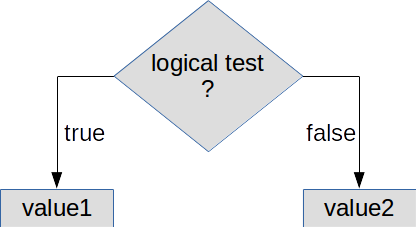 logical test
?
true
false
value1
value2